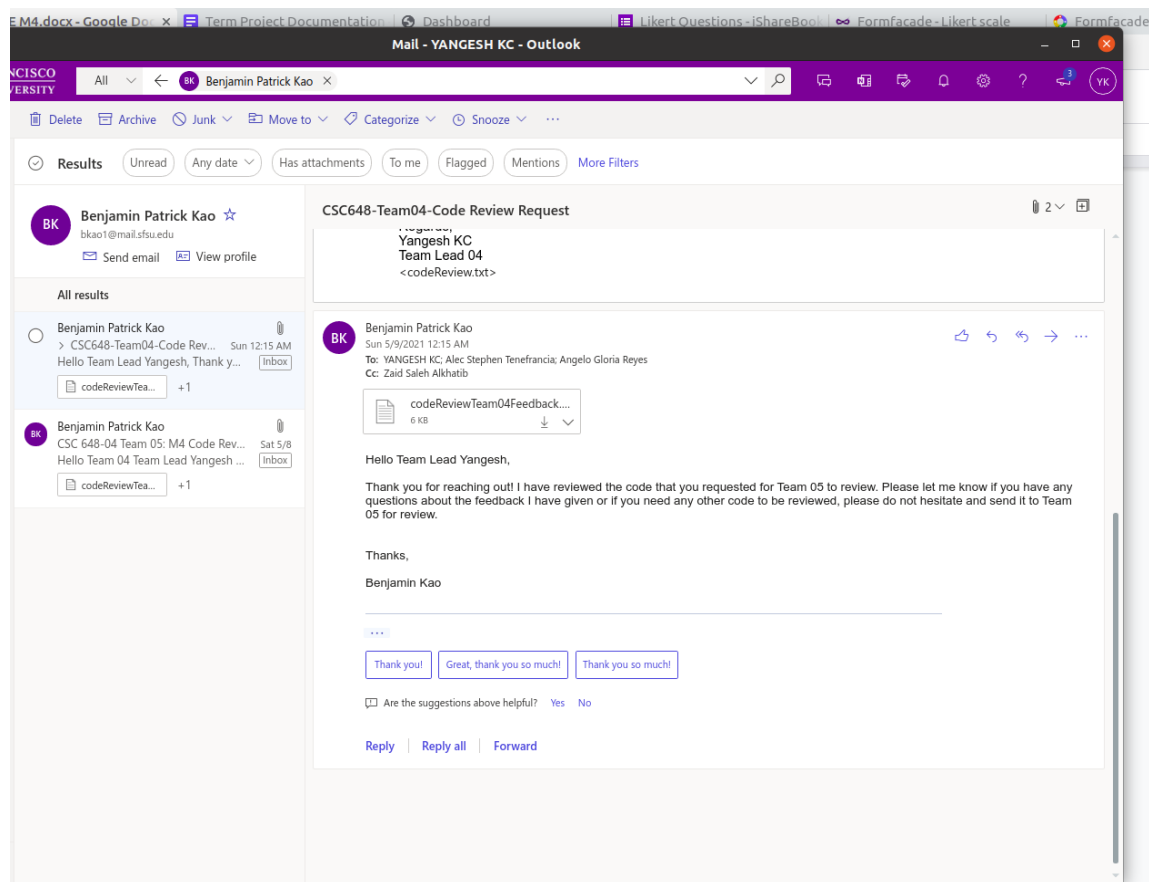 E M4.docx - Google Do × Term Project Documentation Dashboard Likert Questions - iShareBook Formfacade - Likert scale Formfacade
Mail - YANGESH KC - Outlook
NCISCO
VERSITY
All BK Benjamin Patrick Kao × 3 YK
Delete Archive Junk Move to Categorize Snooze ...
Results Unread Any date Has attachments To me Flagged Mentions More Filters
BK
Benjamin Patrick Kao
bkao1@mail.sfsu.edu
Send email View profile
All results
Benjamin Patrick Kao
> CSC648-Team04-Code Rev... Sun 12:15 AM
Hello Team Lead Yangesh, Thank y... Inbox
codeReviewTea... +1
BK
Benjamin Patrick Kao
CSC 648-04 Team 05: M4 Code Rev... Sat 5/8
Hello Team 04 Team Lead Yangesh ... Inbox
codeReviewTea... +1
CSC648-Team04-Code Review Request 2
Regards,
Yangesh KC
Team Lead 04
<codeReview.txt>
BK
Benjamin Patrick Kao
Sun 5/9/2021 12:15 AM
To: YANGESH KC; Alec Stephen Tenefrancia; Angelo Gloria Reyes
Cc: Zaid Saleh Alkhatib
codeReviewTeam04Feedback....
6 KB
Hello Team Lead Yangesh,
Thank you for reaching out! I have reviewed the code that you requested for Team 05 to review. Please let me know if you have any
questions about the feedback I have given or if you need any other code to be reviewed, please do not hesitate and send it to Team
05 for review.
Thanks,
Benjamin Kao
...
Thank you! Great, thank you so much! Thank you so much!
Are the suggestions above helpful? Yes No
Reply Reply all Forward